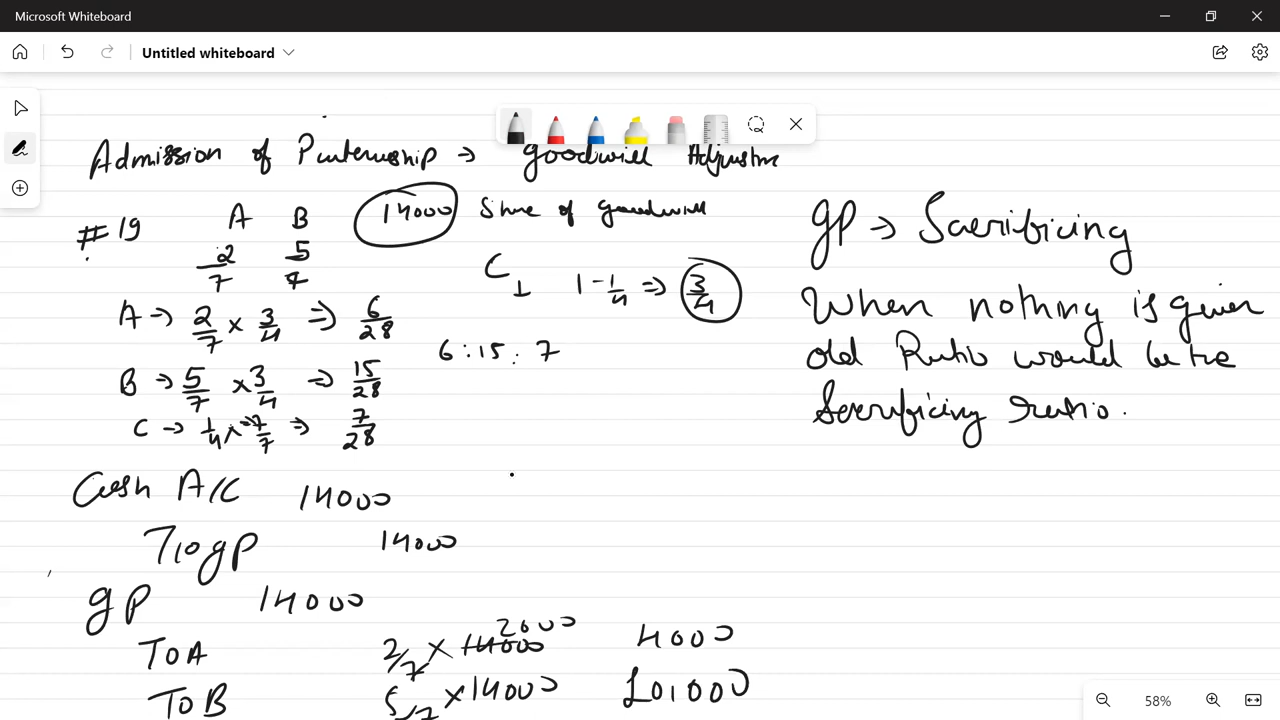 Microsoft Whiteboard
Untitled whiteboard
Admission of Partnership → goodwill Adjustme
#19 A B 14000 Share of goodwill
2/7 5/7
C 1 1 - 1/4 ⇒ 3/4
A → 2/7 × 3/4 ⇒ 6/28
6 : 15 : 7
B → 5/7 × 3/4 ⇒ 15/28
C → 1/4 × 7/7 ⇒ 7/28
gp → Sacrificing
When nothing is given
old Ratio would be the
Sacrificing ratio.
Cash A/C 14000
To gp 14000
gp 14000
To A 2/7 × 14000 2000 4000
To B 5/7 × 14000 £01000
58%